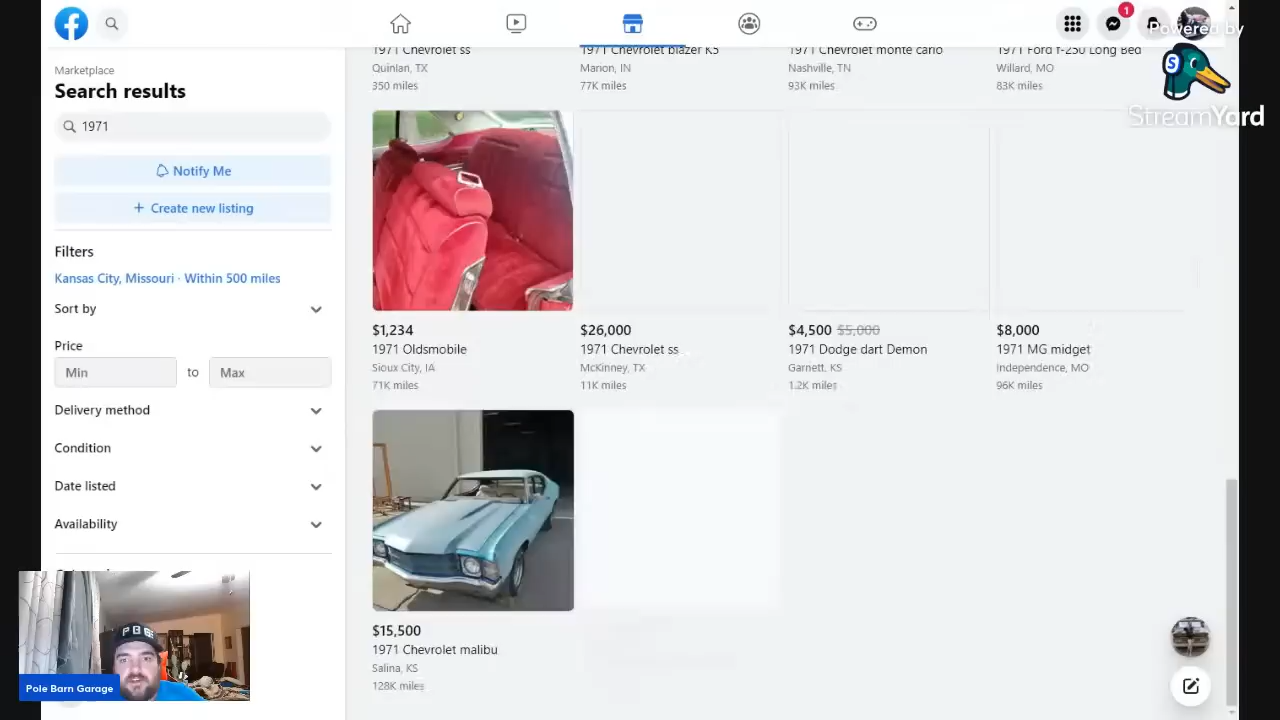 1
Powered by
StreamYard
Marketplace
Search results
1971
Notify Me
+ Create new listing
Filters
Kansas City, Missouri · Within 500 miles
Sort by
Price
Min to Max
Delivery method
Condition
Date listed
Availability
1971 Chevrolet ss
Quinlan, TX
350 miles
1971 Chevrolet blazer K5
Marion, IN
77K miles
1971 Chevrolet monte carlo
Nashville, TN
93K miles
1971 Ford f-250 Long Bed
Willard, MO
83K miles
$1,234
1971 Oldsmobile
Sioux City, IA
71K miles
$26,000
1971 Chevrolet ss
McKinney, TX
11K miles
$4,500 $5,000
1971 Dodge dart Demon
Garnett, KS
1.2K miles
$8,000
1971 MG midget
Independence, MO
96K miles
$15,500
1971 Chevrolet malibu
Salina, KS
128K miles
PBG
Pole Barn Garage